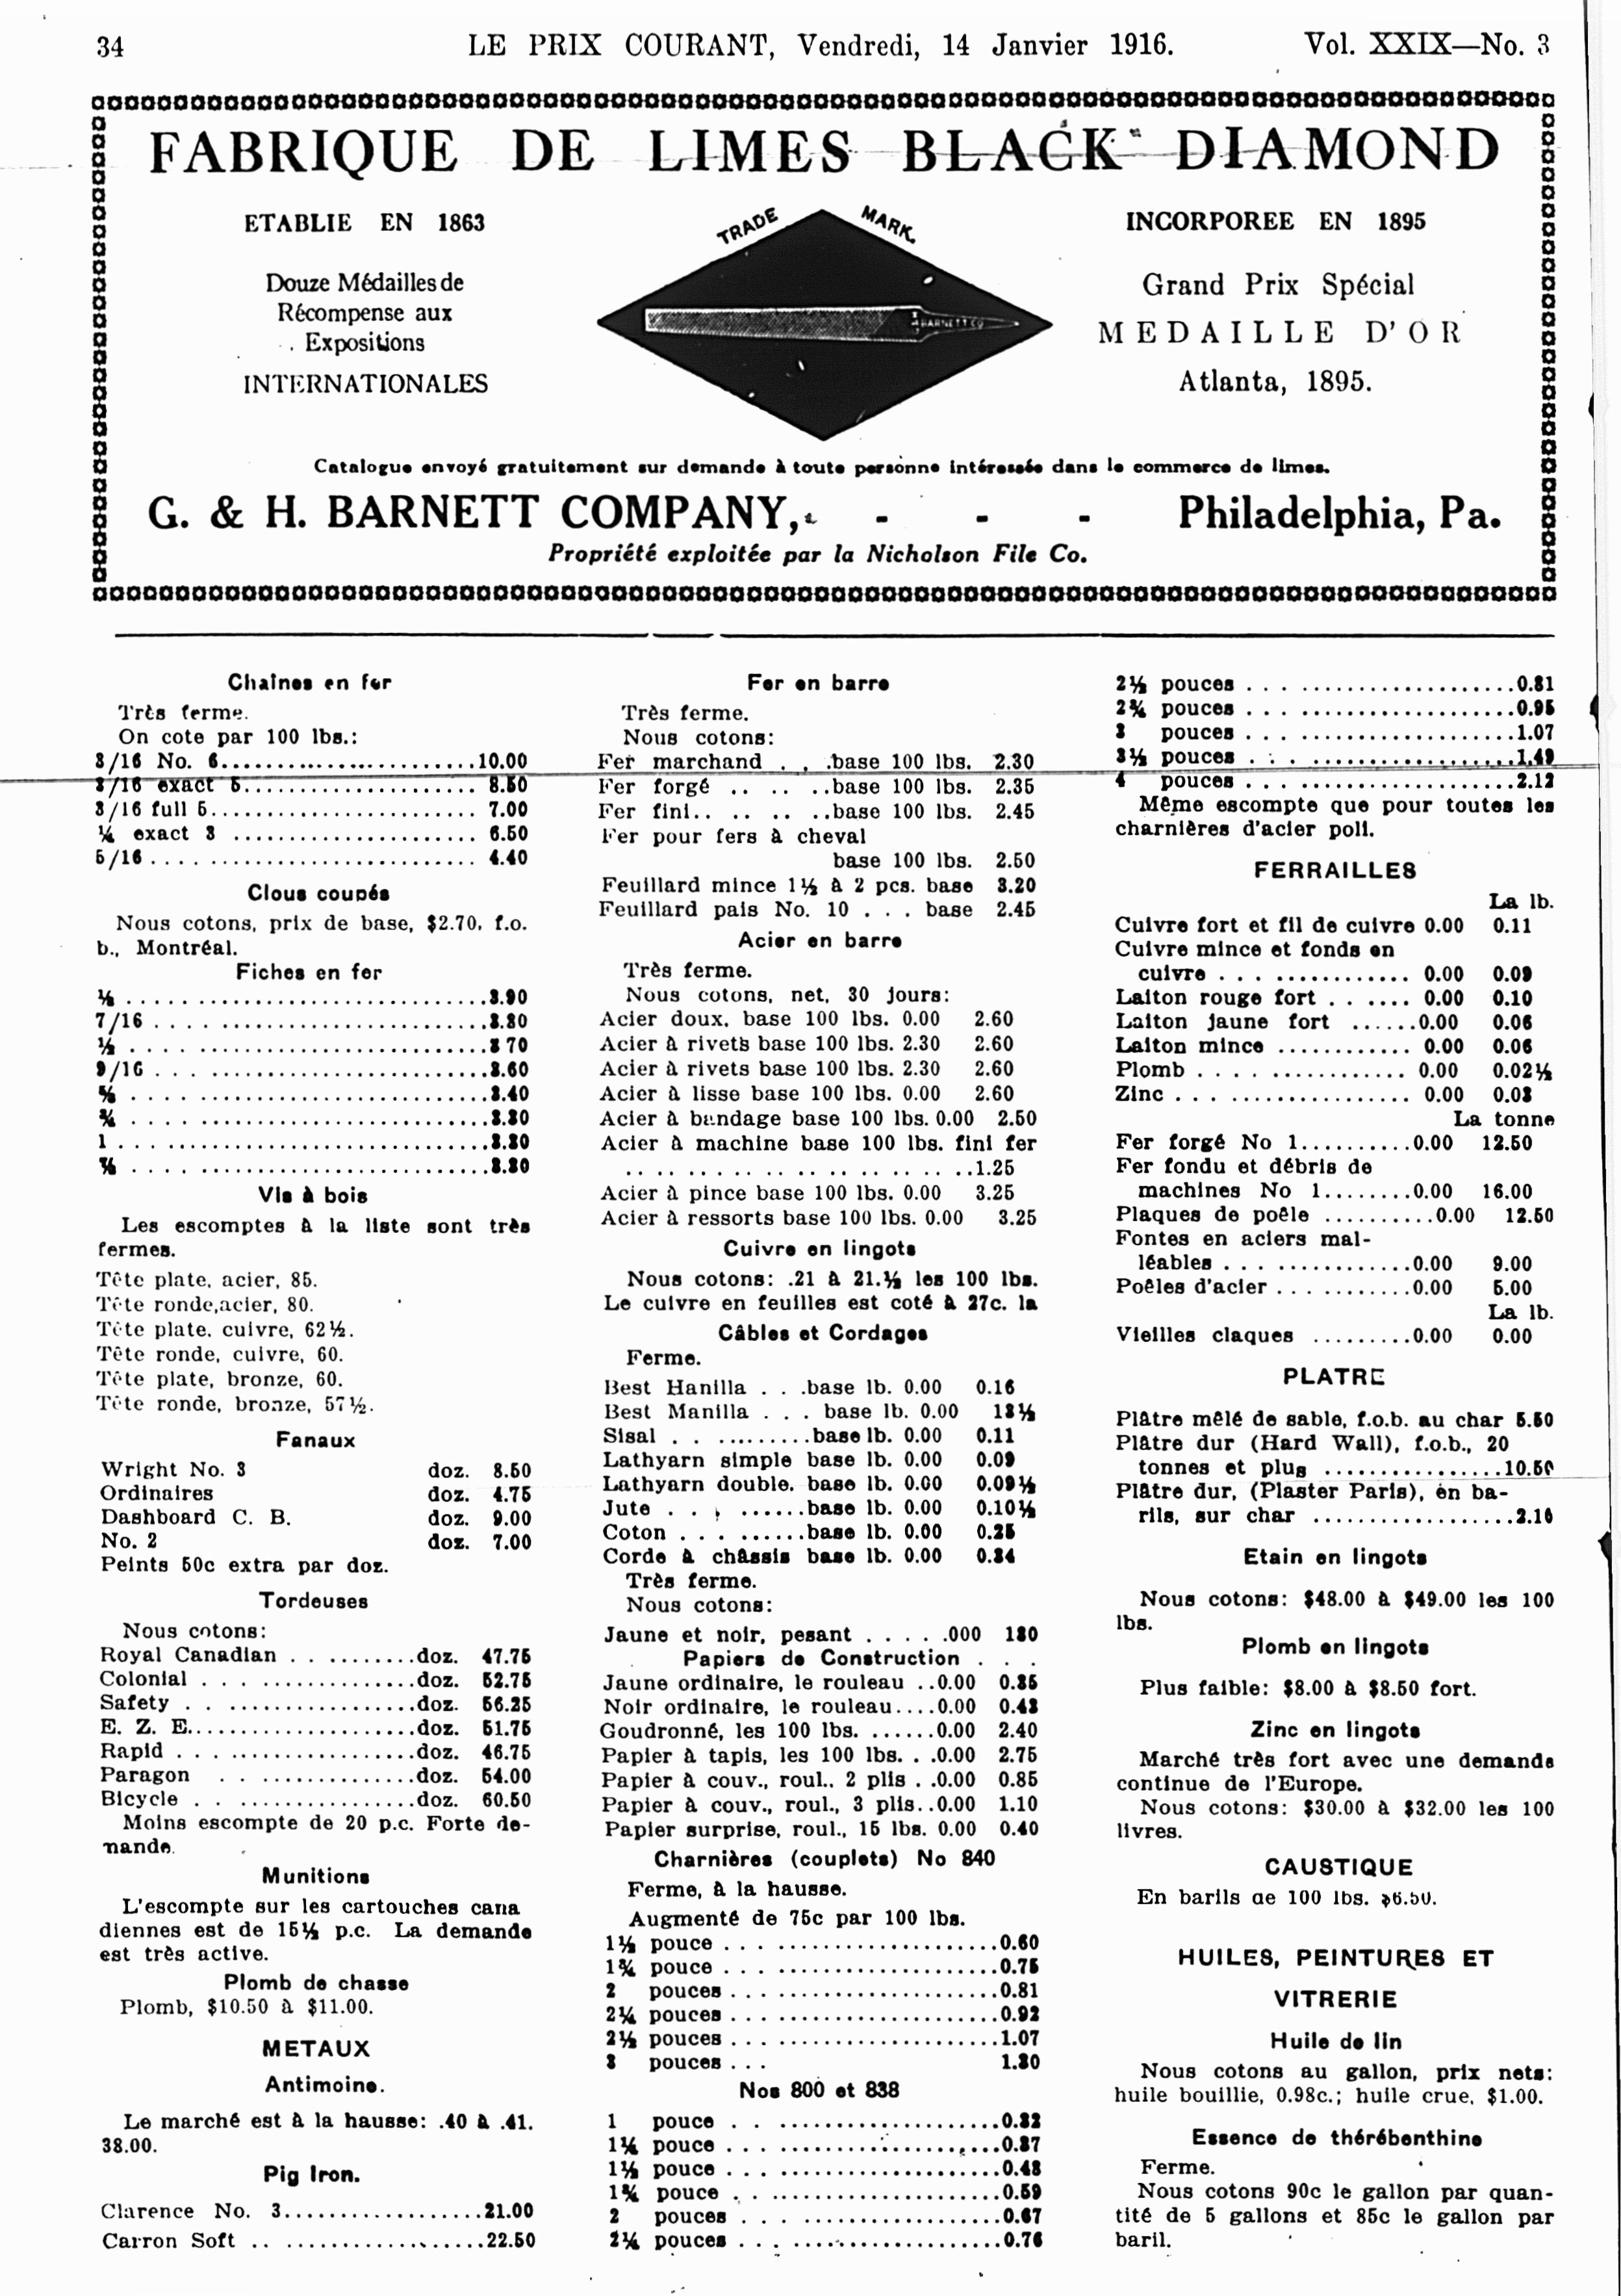 34
LE PRIX COURANT, Vendredi, 14 Janvier 1916.
Vol. XXIX—No. 3
FABRIQUE DE LIMES BLACK DIAMOND
ETABLIE EN 1863
Douze Médailles de
Récompense aux
Expositions
INTERNATIONALES
TRADE MARK.
BARNETT CO
INCORPOREE EN 1895
Grand Prix Spécial
MEDAILLE D'OR
Atlanta, 1895.
Catalogue envoyé gratuitement sur demande à toute personne intéressée dans le commerce de limes.
G. & H. BARNETT COMPANY, - - - Philadelphia, Pa.
Propriété exploitée par la Nicholson File Co.
Chaînes en fer
Très ferme.
On cote par 100 lbs.:
3/16 No. 6..........................10.00
3/16 exact 5...................... 8.50
3/16 full 5........................ 7.00
¼ exact 3 ...................... 6.50
5/16 ............................ 4.40
Clous coupés
Nous cotons, prix de base, $2.70, f.o.
b., Montréal.
Fiches en fer
⅜ ..............................3.90
7/16 ............................3.80
½ ..............................3 70
9/16 ............................3.60
⅝ ..............................3.40
¾ ..............................3.30
1 ..............................3.30
⅞ ..............................3.30
Vis à bois
Les escomptes à la liste sont très
fermes.
Tête plate, acier, 85.
Tête ronde,acier, 80.
Tête plate. cuivre, 62½.
Tête ronde, cuivre, 60.
Tête plate, bronze, 60.
Tête ronde, bronze, 57½.
Fanaux
Wright No. 3 doz. 8.50
Ordinaires doz. 4.75
Dashboard C. B. doz. 9.00
No. 2 doz. 7.00
Peints 50c extra par doz.
Tordeuses
Nous cotons:
Royal Canadian ..........doz. 47.75
Colonial ................doz. 52.75
Safety ..................doz. 56.25
E. Z. E..................doz. 51.75
Rapid ...................doz. 46.75
Paragon ................doz. 54.00
Bicycle .................doz. 60.50
Moins escompte de 20 p.c. Forte de-
mande.
Munitions
L'escompte sur les cartouches cana
diennes est de 15½ p.c. La demande
est très active.
Plomb de chasse
Plomb, $10.50 à $11.00.
METAUX
Antimoine.
Le marché est à la hausse: .40 à .41.
38.00.
Pig Iron.
Clarence No. 3..................21.00
Carron Soft .. ..................22.50
Fer en barre
Très ferme.
Nous cotons:
Fer marchand . . .base 100 lbs. 2.30
Fer forgé .. .. ..base 100 lbs. 2.35
Fer fini.. .. .. ..base 100 lbs. 2.45
Fer pour fers à cheval
base 100 lbs. 2.50
Feuillard mince 1½ à 2 pcs. base 3.20
Feuillard pais No. 10 . . . base 2.45
Acier en barre
Très ferme.
Nous cotons, net, 30 jours:
Acier doux. base 100 lbs. 0.00 2.60
Acier à rivets base 100 lbs. 2.30 2.60
Acier à rivets base 100 lbs. 2.30 2.60
Acier à lisse base 100 lbs. 0.00 2.60
Acier à bandage base 100 lbs. 0.00 2.50
Acier à machine base 100 lbs. fini fer
.. .. .. .. .. .. .. .. .. .. ..1.25
Acier à pince base 100 lbs. 0.00 3.25
Acier à ressorts base 100 lbs. 0.00 3.25
Cuivre en lingots
Nous cotons: .21 à 21.½ les 100 lbs.
Le cuivre en feuilles est coté à 27c. la
Câbles et Cordages
Ferme.
Best Hanilla . . .base lb. 0.00 0.16
Best Manilla . . . base lb. 0.00 18½
Sisal . . .........base lb. 0.00 0.11
Lathyarn simple base lb. 0.00 0.09
Lathyarn double. base lb. 0.00 0.09½
Jute . . . ......base lb. 0.00 0.10½
Coton . . . ......base lb. 0.00 0.25
Corde à châssis base lb. 0.00 0.34
Très ferme.
Nous cotons:
Jaune et noir, pesant . . . . .000 180
Papiers de Construction . . .
Jaune ordinaire, le rouleau ..0.00 0.35
Noir ordinaire, le rouleau....0.00 0.48
Goudronné, les 100 lbs. ......0.00 2.40
Papier à tapis, les 100 lbs. . .0.00 2.75
Papier à couv., roul., 2 plis . .0.00 0.85
Papier à couv., roul., 3 plis..0.00 1.10
Papier surprise, roul., 15 lbs. 0.00 0.40
Charnières (couplets) No 840
Ferme, à la hausse.
Augmenté de 75c par 100 lbs.
1½ pouce . . . ....................0.60
1¾ pouce . . . ....................0.75
2 pouces . . . ....................0.81
2¼ pouces . . . ...................0.92
2½ pouces . . . ...................1.07
3 pouces . . . 1.30
Nos 800 et 838
1 pouce . . ....................0.32
1¼ pouce . . . ....................0.37
1½ pouce . . . ....................0.48
1¾ pouce . . ....................0.59
2 pouces . . . ...................0.67
2¼ pouces . . . ...................0.76
2½ pouces . . . ....................0.81
2¾ pouces . . . ....................0.95
3 pouces . . . ....................1.07
3½ pouces . . . ....................1.49
4 pouces . . . ....................2.12
Même escompte que pour toutes les
charnières d'acier poli.
FERRAILLES
La lb.
Cuivre fort et fil de cuivre 0.00 0.11
Cuivre mince et fonds en
cuivre . . . ............ 0.00 0.09
Laiton rouge fort . . ..... 0.00 0.10
Laiton jaune fort ......0.00 0.06
Laiton mince ............ 0.00 0.06
Plomb . . . .............. 0.00 0.02½
Zinc . . . ................ 0.00 0.03
La tonne
Fer forgé No 1..........0.00 12.50
Fer fondu et débris de
machines No 1........0.00 16.00
Plaques de poêle ..........0.00 12.50
Fontes en aciers mal-
léables . . . ............0.00 9.00
Poêles d'acier . . .........0.00 5.00
La lb.
Vieilles claques .........0.00 0.00
PLATRE
Plâtre mêlé de sable, f.o.b. au char 5.50
Plâtre dur (Hard Wall), f.o.b., 20
tonnes et plus ................10.50
Plâtre dur, (Plaster Paris), en ba-
rils, sur char ..................2.10
Etain en lingots
Nous cotons: $48.00 à $49.00 les 100
lbs.
Plomb en lingots
Plus faible: $8.00 à $8.50 fort.
Zinc en lingots
Marché très fort avec une demande
continue de l'Europe.
Nous cotons: $30.00 à $32.00 les 100
livres.
CAUSTIQUE
En barils de 100 lbs. $6.50.
HUILES, PEINTURES ET
VITRERIE
Huile de lin
Nous cotons au gallon, prix nets:
huile bouillie, 0.98c.; huile crue, $1.00.
Essence de thérébenthine
Ferme.
Nous cotons 90c le gallon par quan-
tité de 5 gallons et 85c le gallon par
baril.